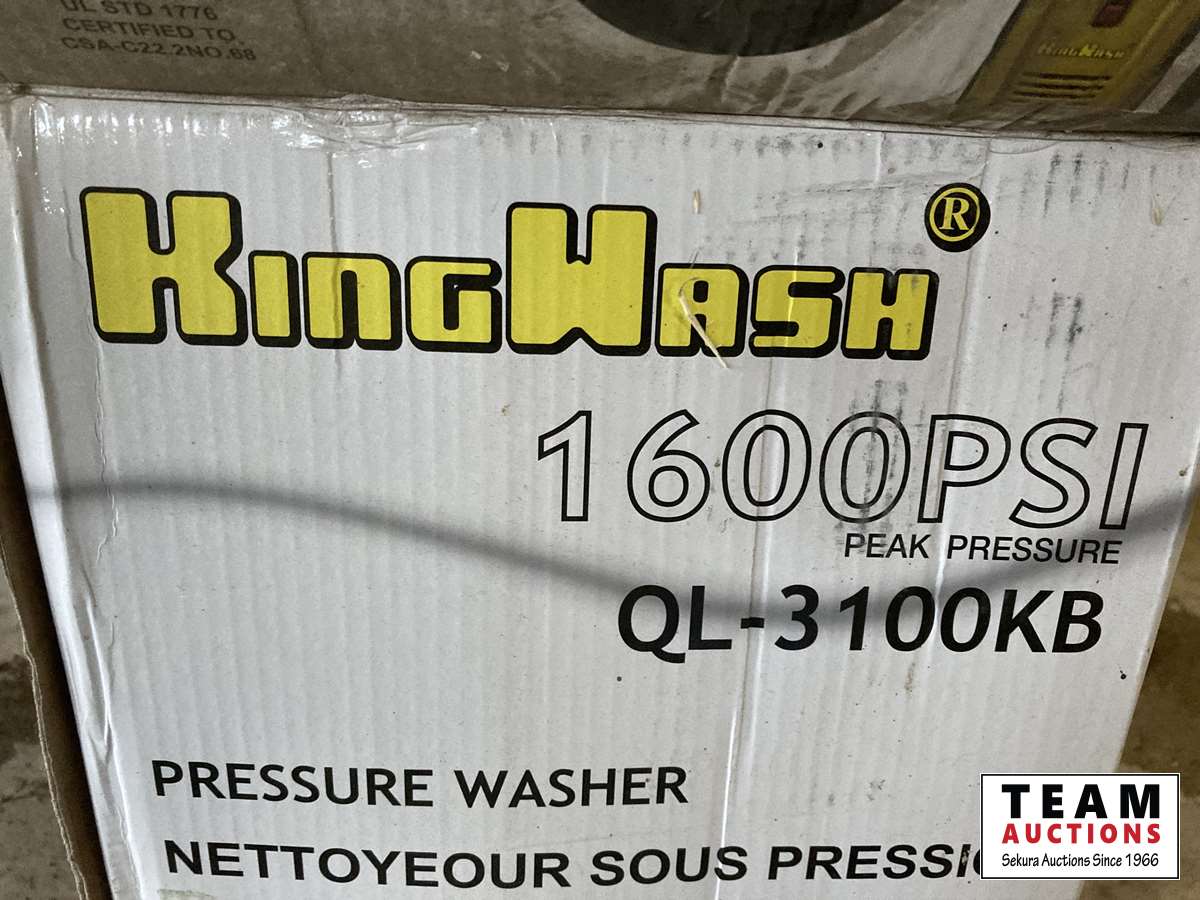 UL STD 1776
CERTIFIED TO
CSA-C22.2NO.68
KINGWASH
KINGWASH®
1600PSI
PEAK PRESSURE
QL-3100KB
PRESSURE WASHER
NETTOYEOUR SOUS PRESSI
TEAM
AUCTIONS
Sekura Auctions Since 1966